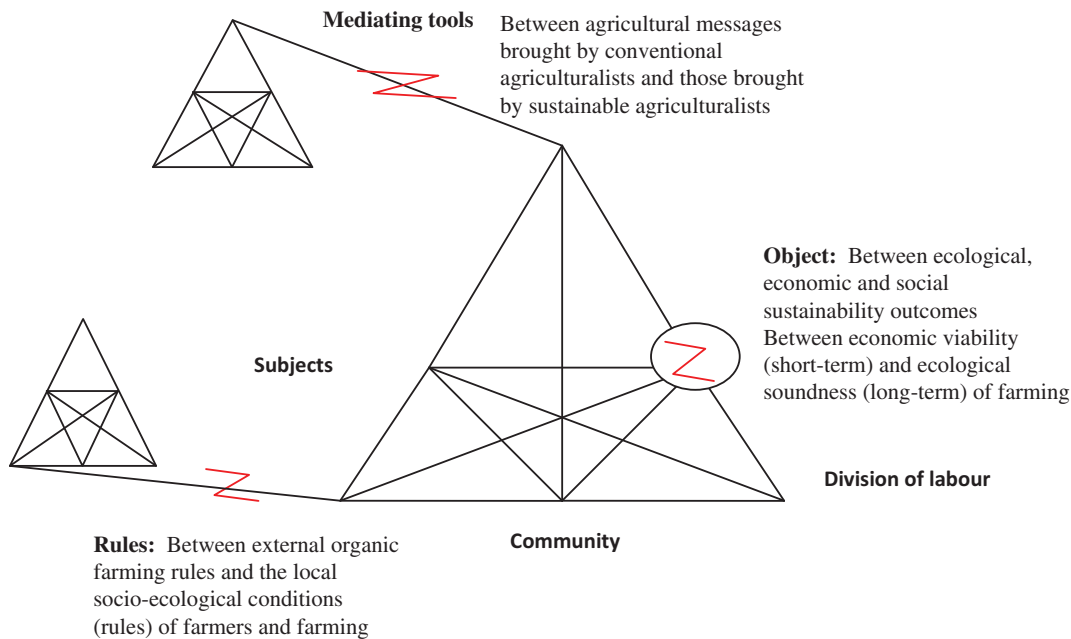 Mediating tools
Between agricultural messages
brought by conventional
agriculturalists and those brought
by sustainable agriculturalists
Object: Between ecological,
economic and social
sustainability outcomes
Between economic viability
(short-term) and ecological
soundness (long-term) of farming
Subjects
Division of labour
Community
Rules: Between external organic
farming rules and the local
socio-ecological conditions
(rules) of farmers and farming